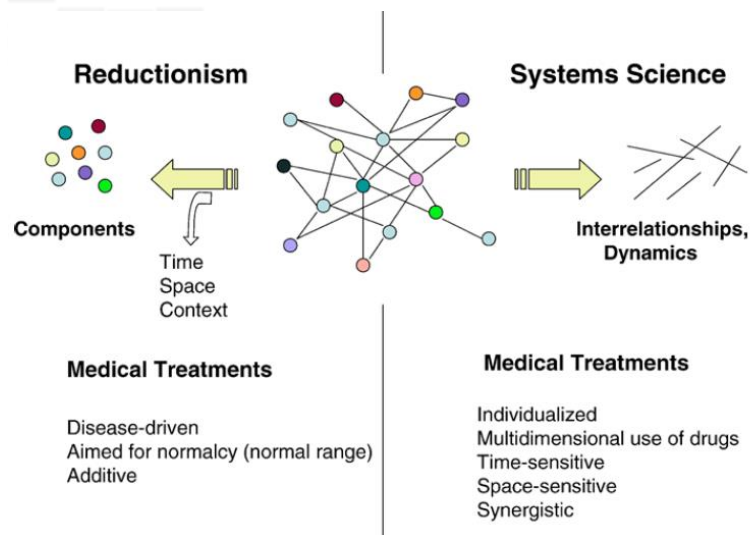 Reductionism
Components
Time
Space
Context
Medical Treatments
Disease-driven
Aimed for normalcy (normal range)
Additive
Systems Science
Interrelationships,
Dynamics
Medical Treatments
Individualized
Multidimensional use of drugs
Time-sensitive
Space-sensitive
Synergistic